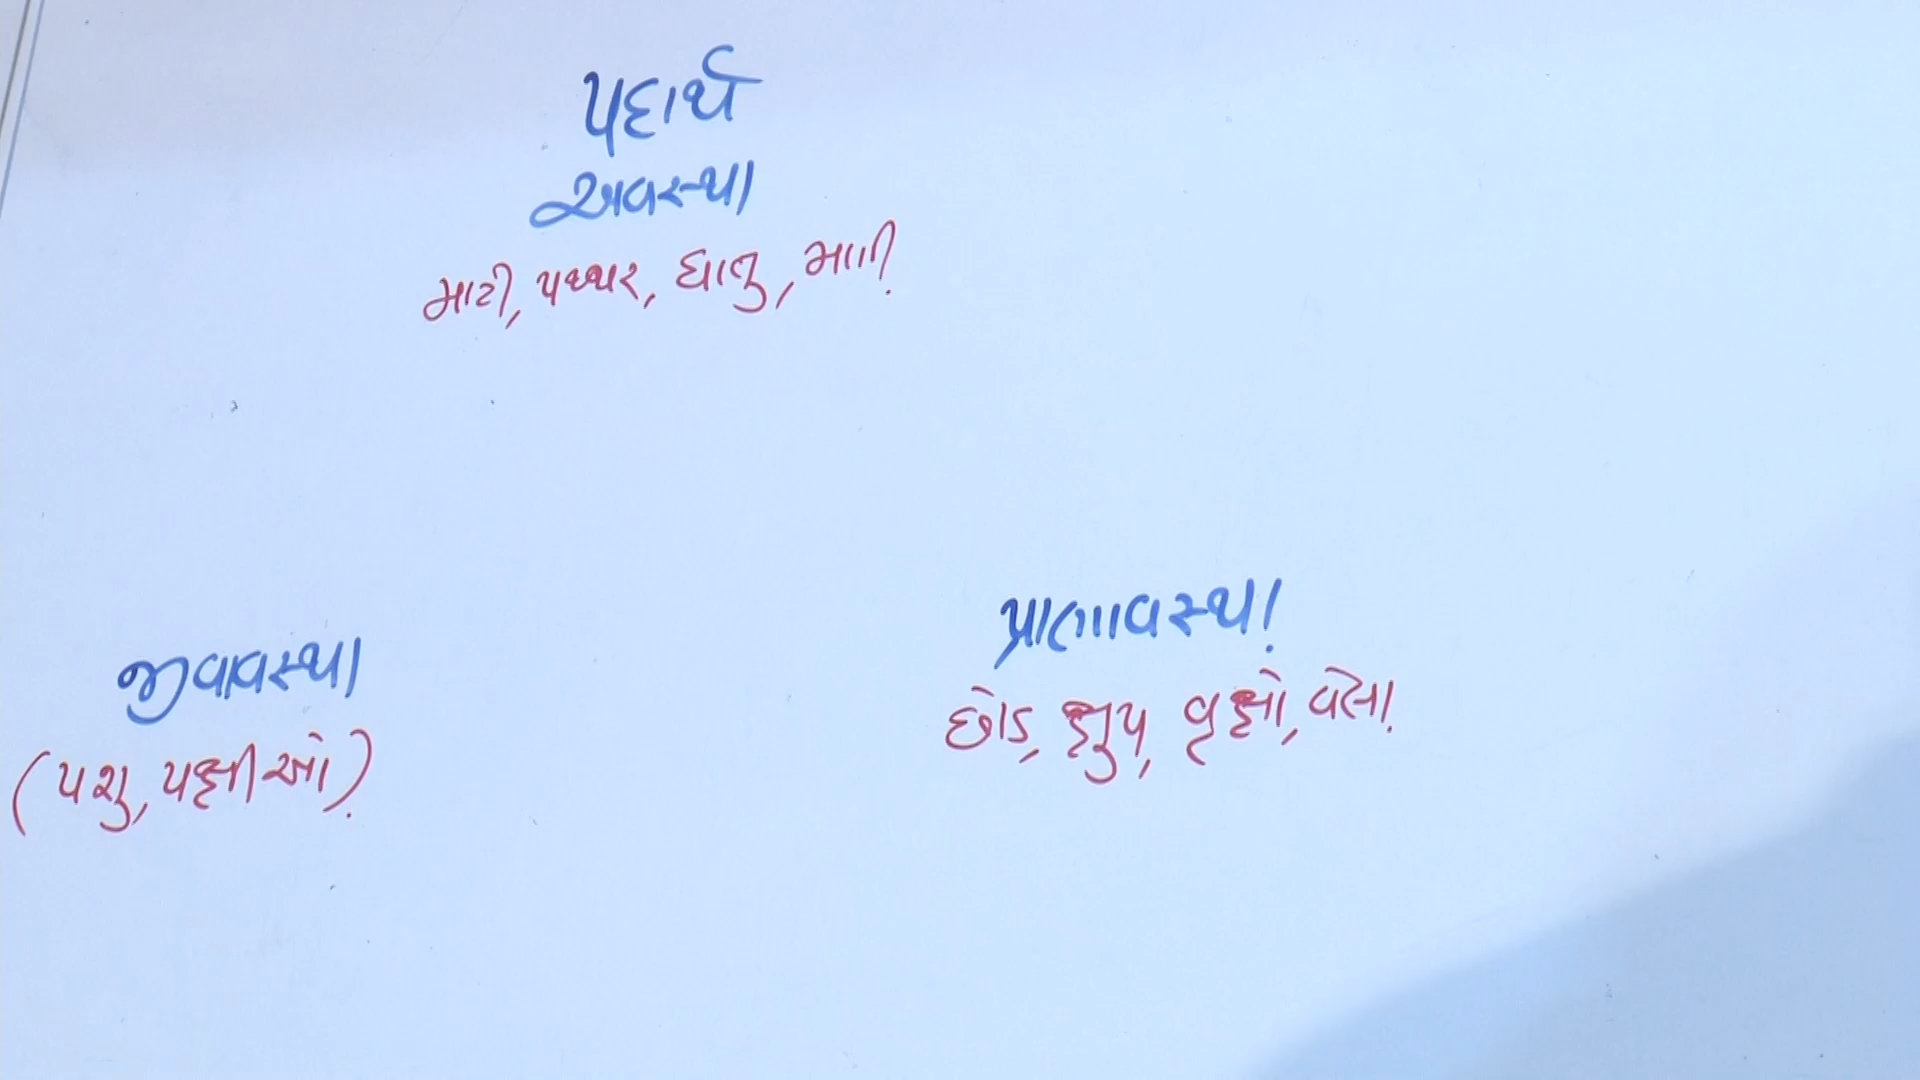 પદાર્થ
અવસ્થા
માટી, પથ્થર, ધાતુ, મણી.
જીવાવસ્થા
(પશુ, પક્ષીઓ).
પ્રાણાવસ્થા.
છોડ, ક્ષુપ, વૃક્ષો, વેલા.